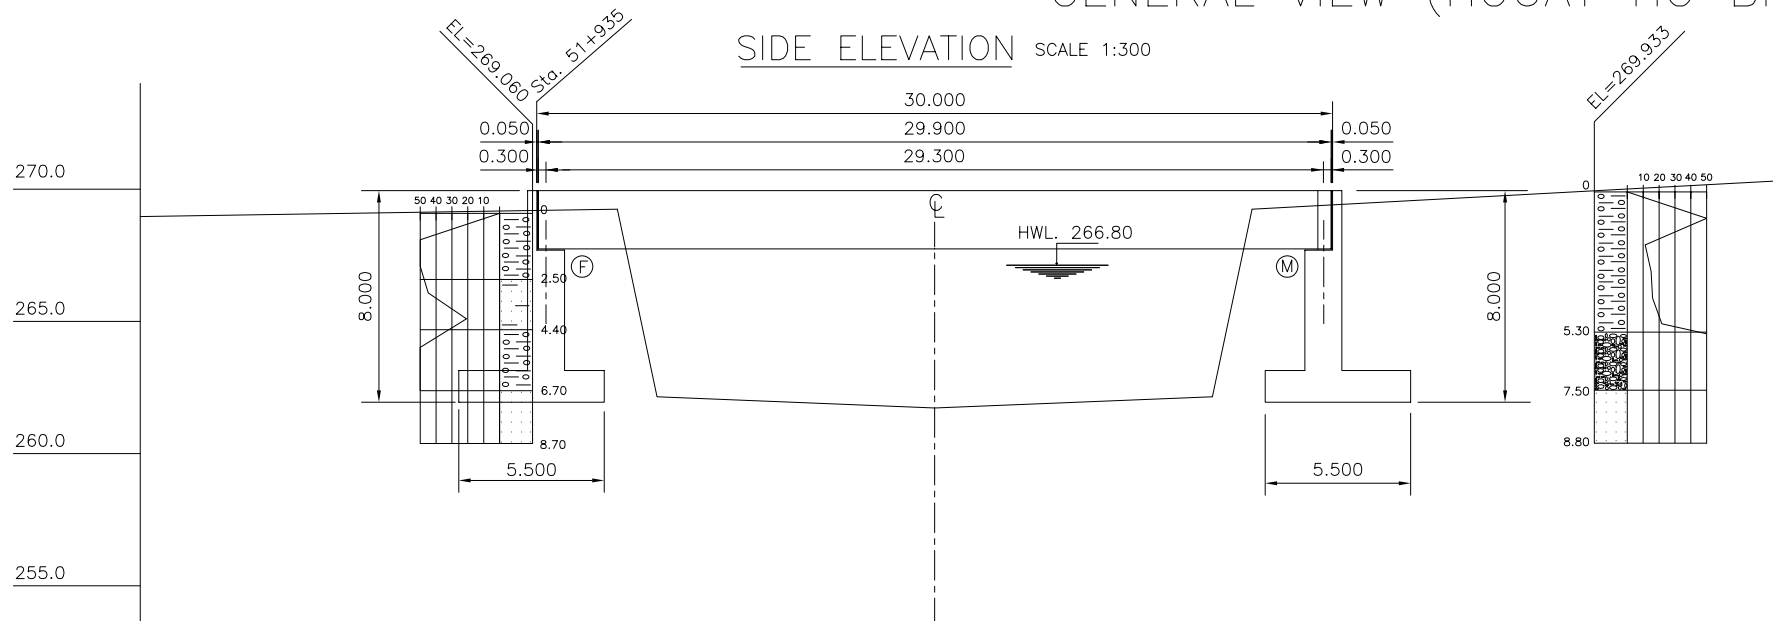 GENERAL VIEW (HOUAY
SIDE ELEVATION SCALE 1:300
EL=269.060
Sta. 51+935
EL=269.933
30.000
0.050 29.900 0.050
0.300 29.300 0.300
270.0
265.0
260.0
255.0
50 40 30 20 10
0
2.50
4.40
6.70
8.70
8.000
F
℄
HWL. 266.80
M
8.000
0
10 20 30 40 50
5.30
7.50
8.80
5.500
5.500